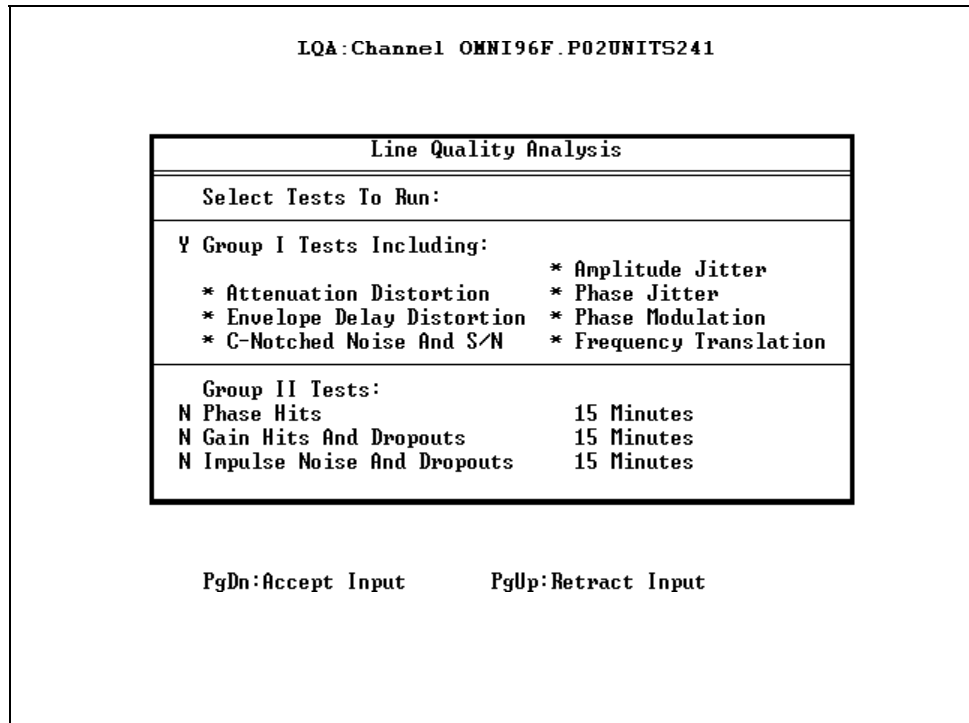 LQA:Channel OMNI96F.P02UNITS241
Line Quality Analysis
Select Tests To Run:
Y Group I Tests Including:
* Amplitude Jitter
* Attenuation Distortion * Phase Jitter
* Envelope Delay Distortion * Phase Modulation
* C-Notched Noise And S/N * Frequency Translation
Group II Tests:
N Phase Hits 15 Minutes
N Gain Hits And Dropouts 15 Minutes
N Impulse Noise And Dropouts 15 Minutes
PgDn:Accept Input PgUp:Retract Input